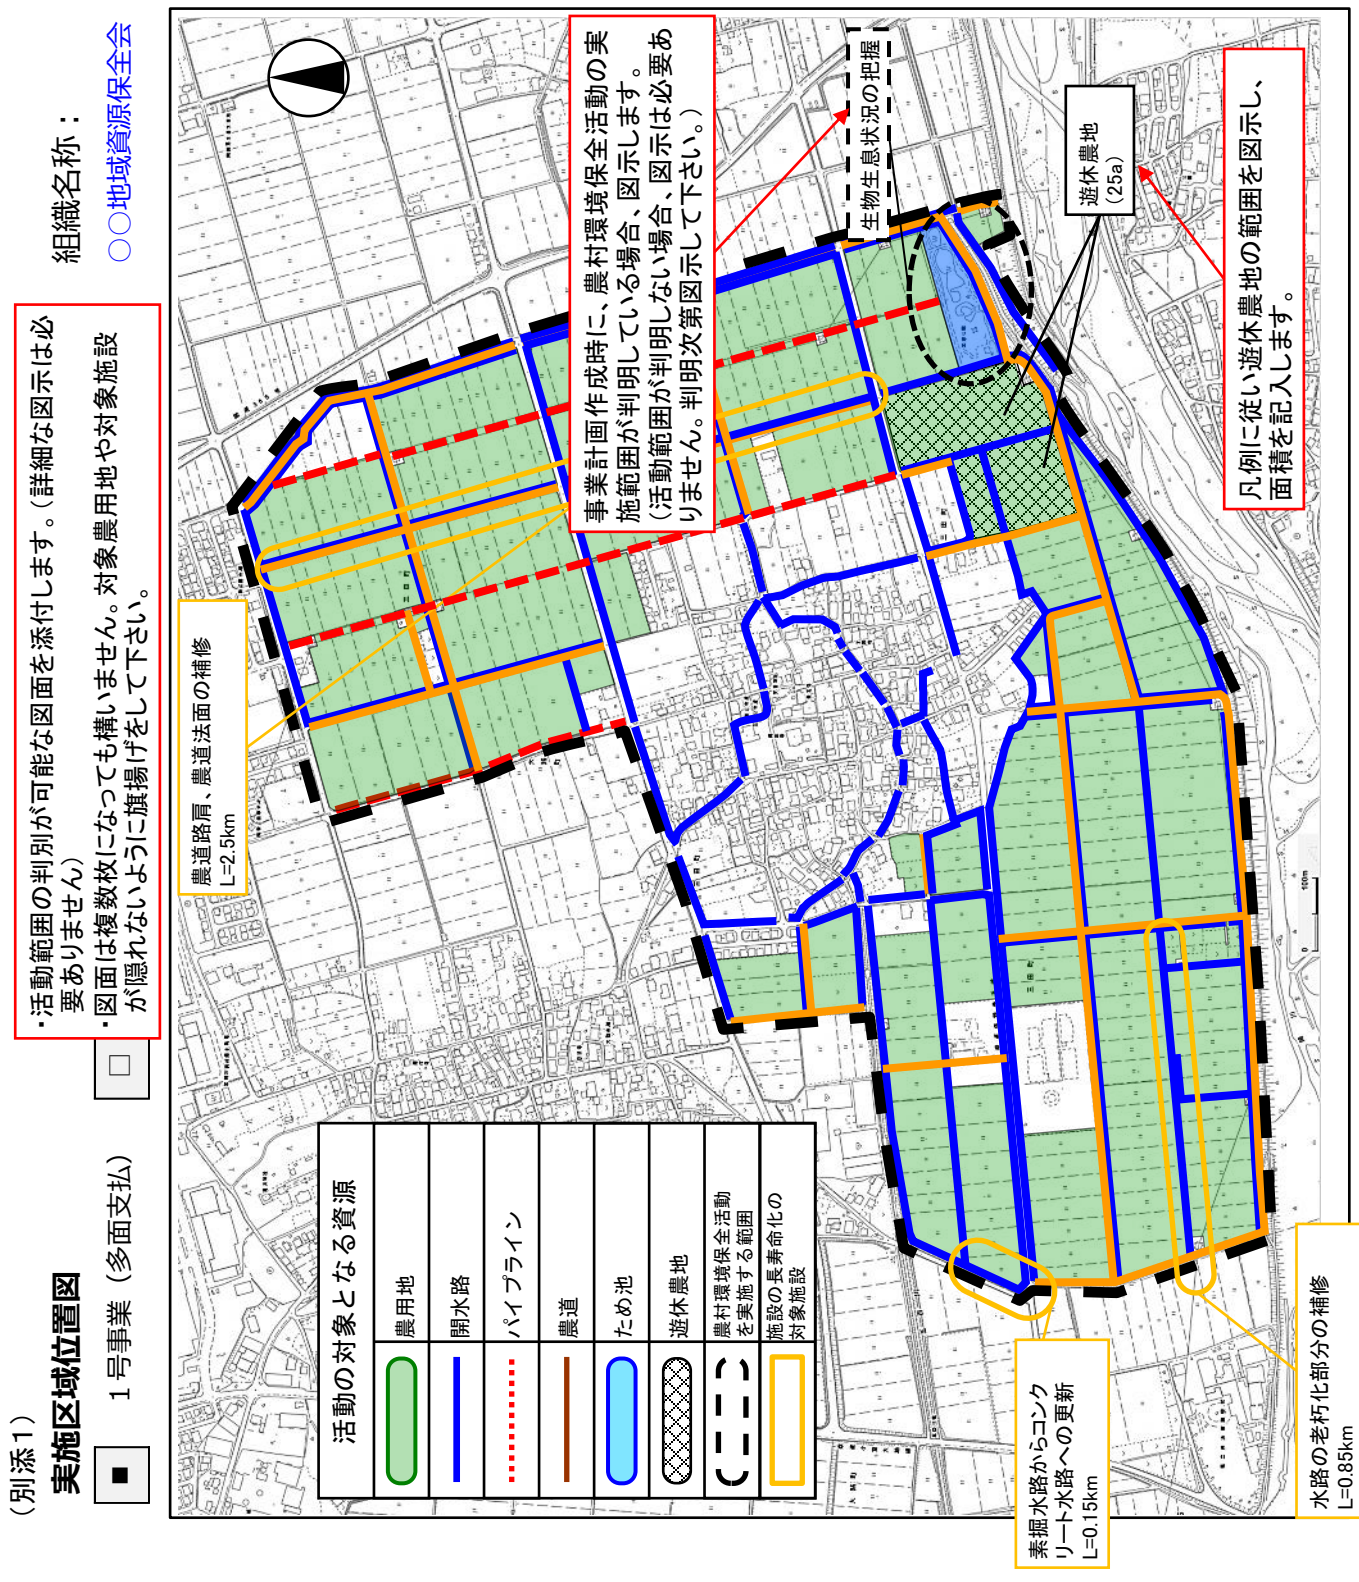 (別添1)
実施区域位置図
■
1号事業（多面支払）
□
組織名称：
○○地域資源保全会
・活動範囲の判別が可能な図面を添付します。(詳細な図示は必
要ありません)
・図面は複数枚になっても構いません。対象農用地や対象施設
が隠れないように旗揚げをして下さい。
農道路肩、農道法面の補修
L=2.5km
事業計画作成時に、農村環境保全活動の実
施範囲が判明している場合、図示します。
(活動範囲が判明しない場合、図示は必要あ
りません。判明次第図示して下さい。)
生物生息状況の把握
遊休農地
(25a)
凡例に従い遊休農地の範囲を図示し、
面積を記入します。
活動の対象となる資源
農用地
開水路
パイプライン
農道
ため池
遊休農地
農村環境保全活動
を実施する範囲
施設の長寿命化の
対象施設
素掘水路からコンク
リート水路への更新
L=0.15km
水路の老朽化部分の補修
L=0.85km
0 100m